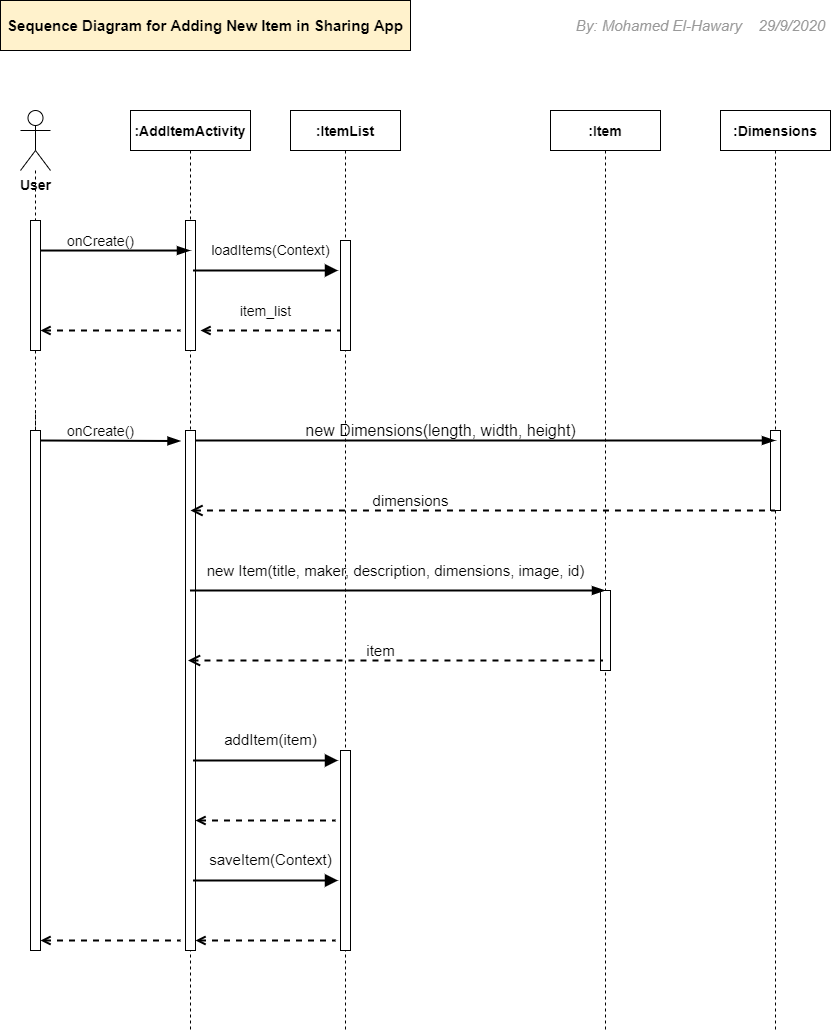 Sequence Diagram for Adding New Item in Sharing App
By: Mohamed El-Hawary 29/9/2020
:AddItemActivity
:ItemList
:Item
:Dimensions
User
onCreate()
loadItems(Context)
item_list
onCreate()
new Dimensions(length, width, height)
dimensions
new Item(title, maker, description, dimensions, image, id)
item
addItem(item)
saveItem(Context)